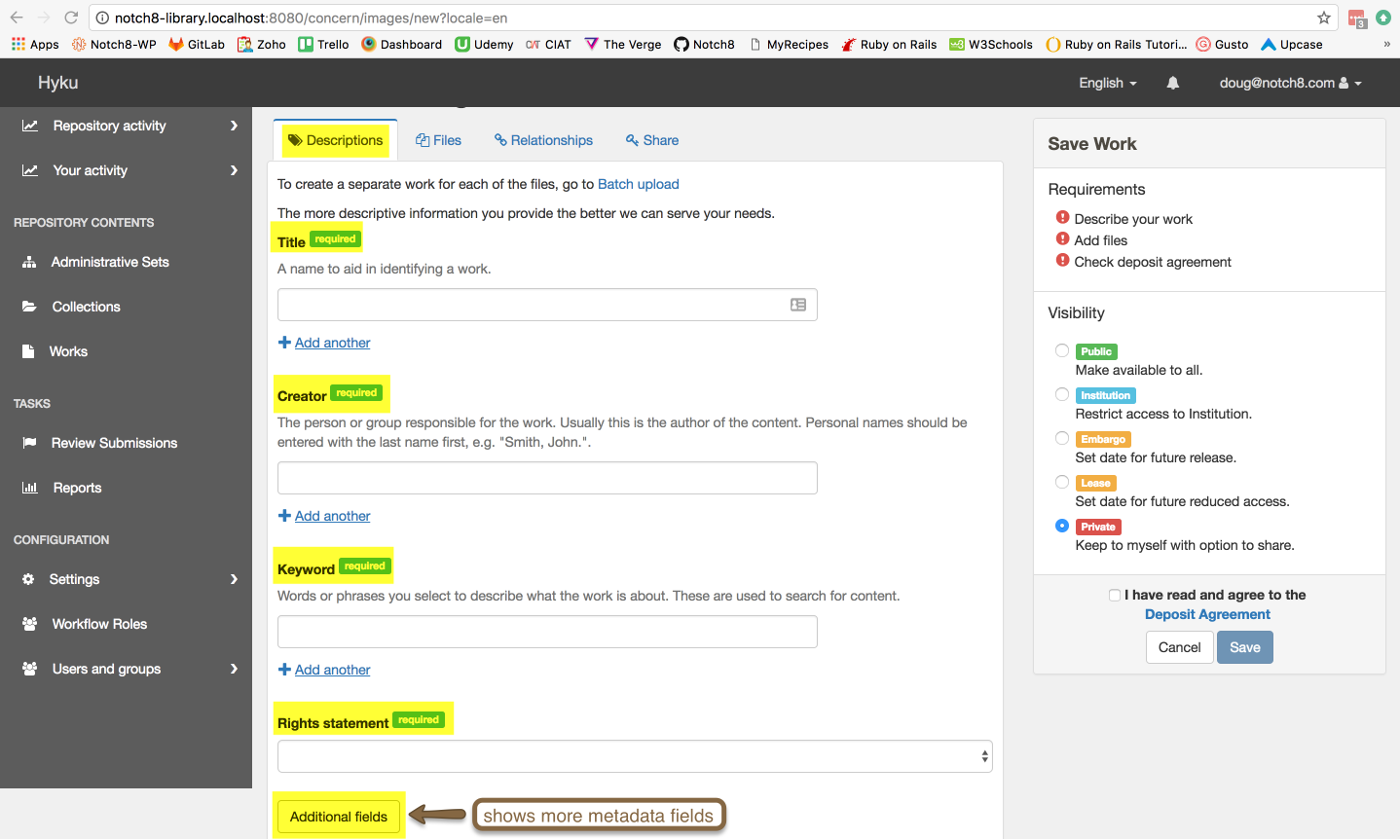 notch8-library.localhost:8080/concern/images/new?locale=en
3
Apps Notch8-WP GitLab Zoho Trello Dashboard Udemy C/IT CIAT The Verge Notch8 MyRecipes Ruby on Rails W3Schools Ruby on Rails Tutori... Gusto Upcase »
Hyku
English
doug@notch8.com
Repository activity
Your activity
REPOSITORY CONTENTS
Administrative Sets
Collections
Works
TASKS
Review Submissions
Reports
CONFIGURATION
Settings
Workflow Roles
Users and groups
Descriptions Files Relationships Share
To create a separate work for each of the files, go to Batch upload
The more descriptive information you provide the better we can serve your needs.
Title required
A name to aid in identifying a work.
Add another
Creator required
The person or group responsible for the work. Usually this is the author of the content. Personal names should be
entered with the last name first, e.g. "Smith, John.".
Add another
Keyword required
Words or phrases you select to describe what the work is about. These are used to search for content.
Add another
Rights statement required
Additional fields
shows more metadata fields
Save Work
Requirements
Describe your work
Add files
Check deposit agreement
Visibility
Public
Make available to all.
Institution
Restrict access to Institution.
Embargo
Set date for future release.
Lease
Set date for future reduced access.
Private
Keep to myself with option to share.
I have read and agree to the
Deposit Agreement
Cancel Save